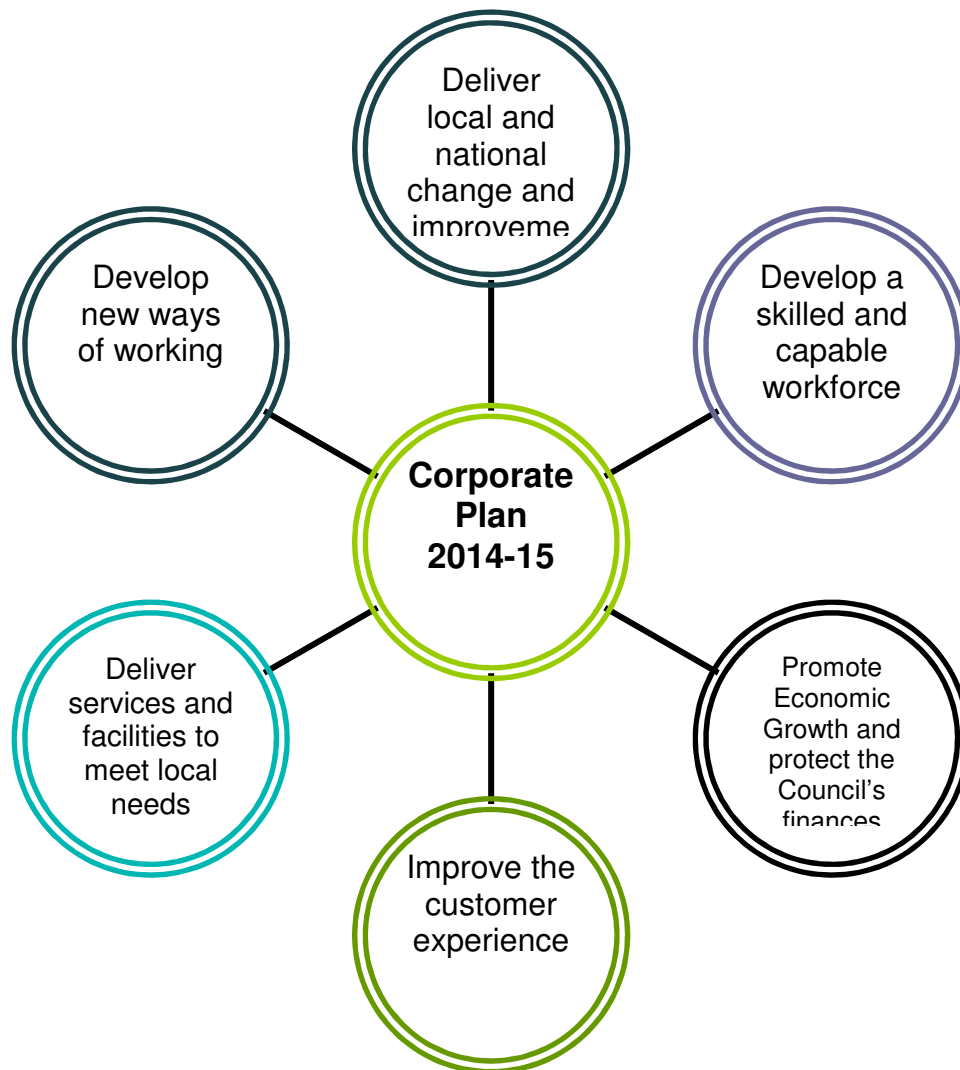 Deliver
local and
national
change and
improveme
Develop
new ways
of working
Develop a
skilled and
capable
workforce
Corporate
Plan
2014-15
Deliver
services and
facilities to
meet local
needs
Promote
Economic
Growth and
protect the
Council's
finances
Improve the
customer
experience